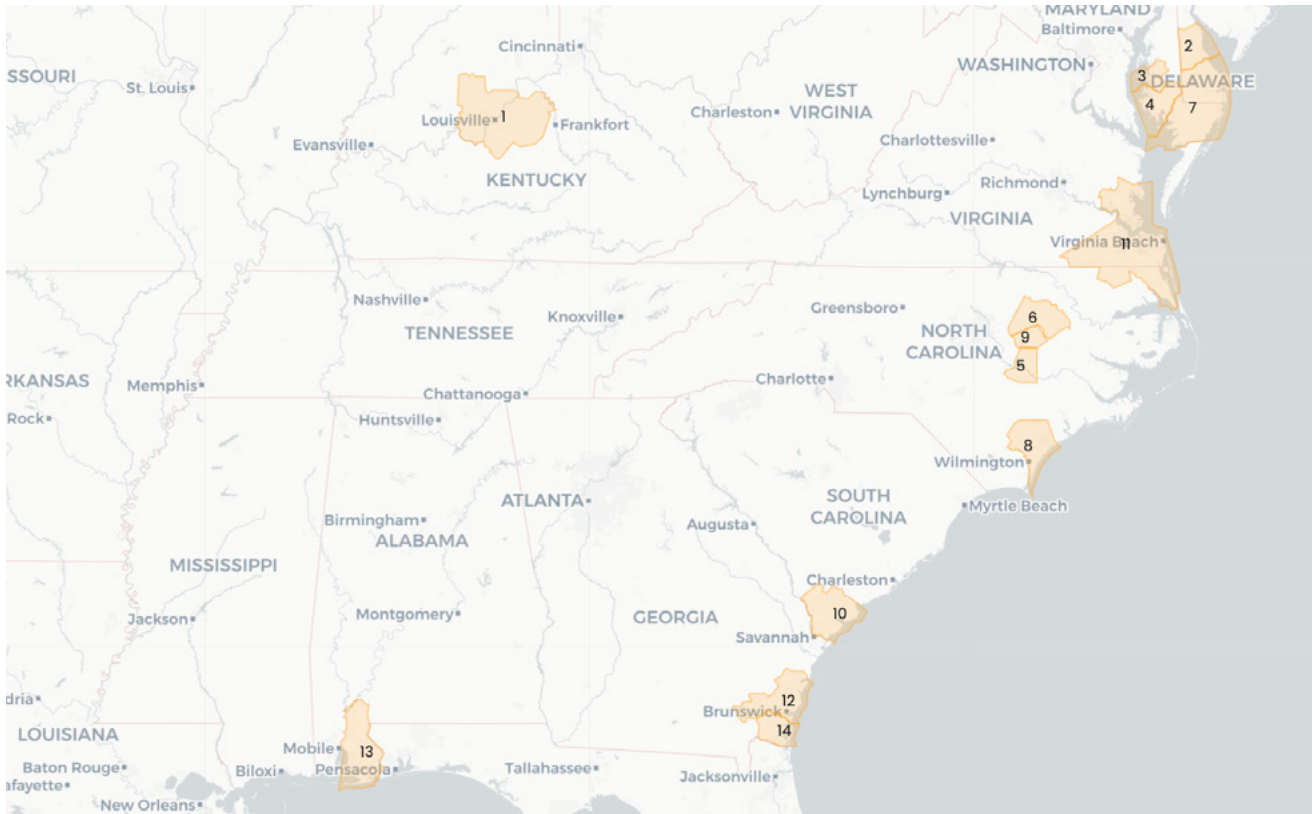 MARYLAND
Baltimore
Cincinnati
2
WASHINGTON
SSOURI
3
DELAWARE
St. Louis
WEST
VIRGINIA
4
7
Louisville
1
Frankfort
Charleston
Evansville
Charlottesville
KENTUCKY
Richmond
Lynchburg
VIRGINIA
Virginia Beach
11
Nashville
Greensboro
Knoxville
6
TENNESSEE
NORTH
CAROLINA
9
5
RKANSAS
Memphis
Charlotte
Chattanooga
Rock
Huntsville
8
Wilmington
ATLANTA
SOUTH
CAROLINA
Myrtle Beach
Birmingham
Augusta
ALABAMA
MISSISSIPPI
Charleston
Jackson
Montgomery
GEORGIA
10
Savannah
dria
12
Brunswick
LOUISIANA
14
Mobile
13
Baton Rouge
Biloxi
Pensacola
Tallahassee
Jacksonville
afayette
New Orleans